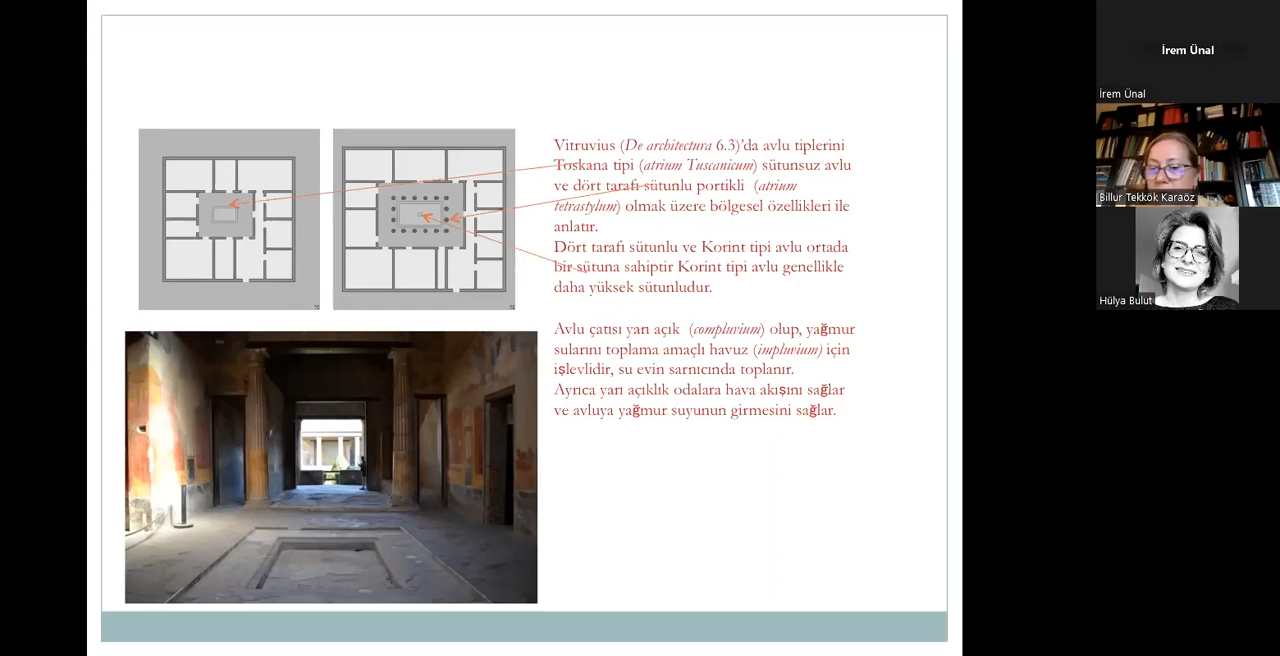 Vitruvius (De architectura 6.3)'da avlu tiplerini
Toskana tipi (atrium Tuscanicum) sütunsuz avlu
ve dört tarafı sütunlu portikli (atrium
tetrastylum) olmak üzere bölgesel özellikleri ile
anlatır.
Dört tarafı sütunlu ve Korint tipi avlu ortada
bir sütuna sahiptir Korint tipi avlu genellikle
daha yüksek sütunludur.
Avlu çatısı yarı açık (compluvium) olup, yağmur
sularını toplama amaçlı havuz (impluvium) için
işlevlidir, su evin sarnıcında toplanır.
Ayrıca yarı açıklık odalara hava akışını sağlar
ve avluya yağmur suyunun girmesini sağlar.
İrem Ünal
İrem Ünal
Billur Tekkök Karaöz
Hülya Bulut